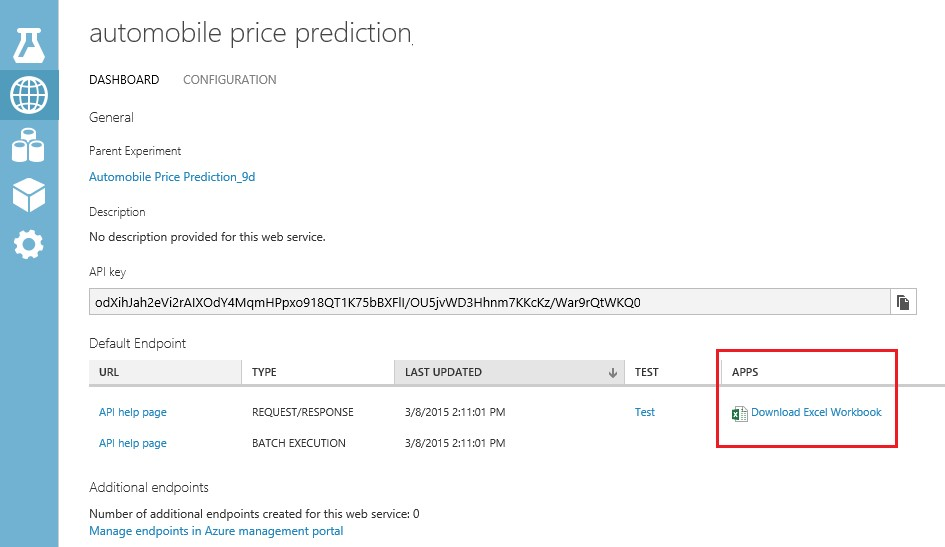 automobile price prediction
DASHBOARD CONFIGURATION
General
Parent Experiment
Automobile Price Prediction_9d
Description
No description provided for this web service.
API key
odXihJah2eVi2rAIXOdY4MqmHPpxo918QT1K75bBXFlI/OU5jvWD3Hhnm7KKcKz/War9rQtWKQ0
Default Endpoint
URL TYPE LAST UPDATED TEST APPS
API help page REQUEST/RESPONSE 3/8/2015 2:11:01 PM Test Download Excel Workbook
API help page BATCH EXECUTION 3/8/2015 2:11:01 PM
Additional endpoints
Number of additional endpoints created for this web service: 0
Manage endpoints in Azure management portal